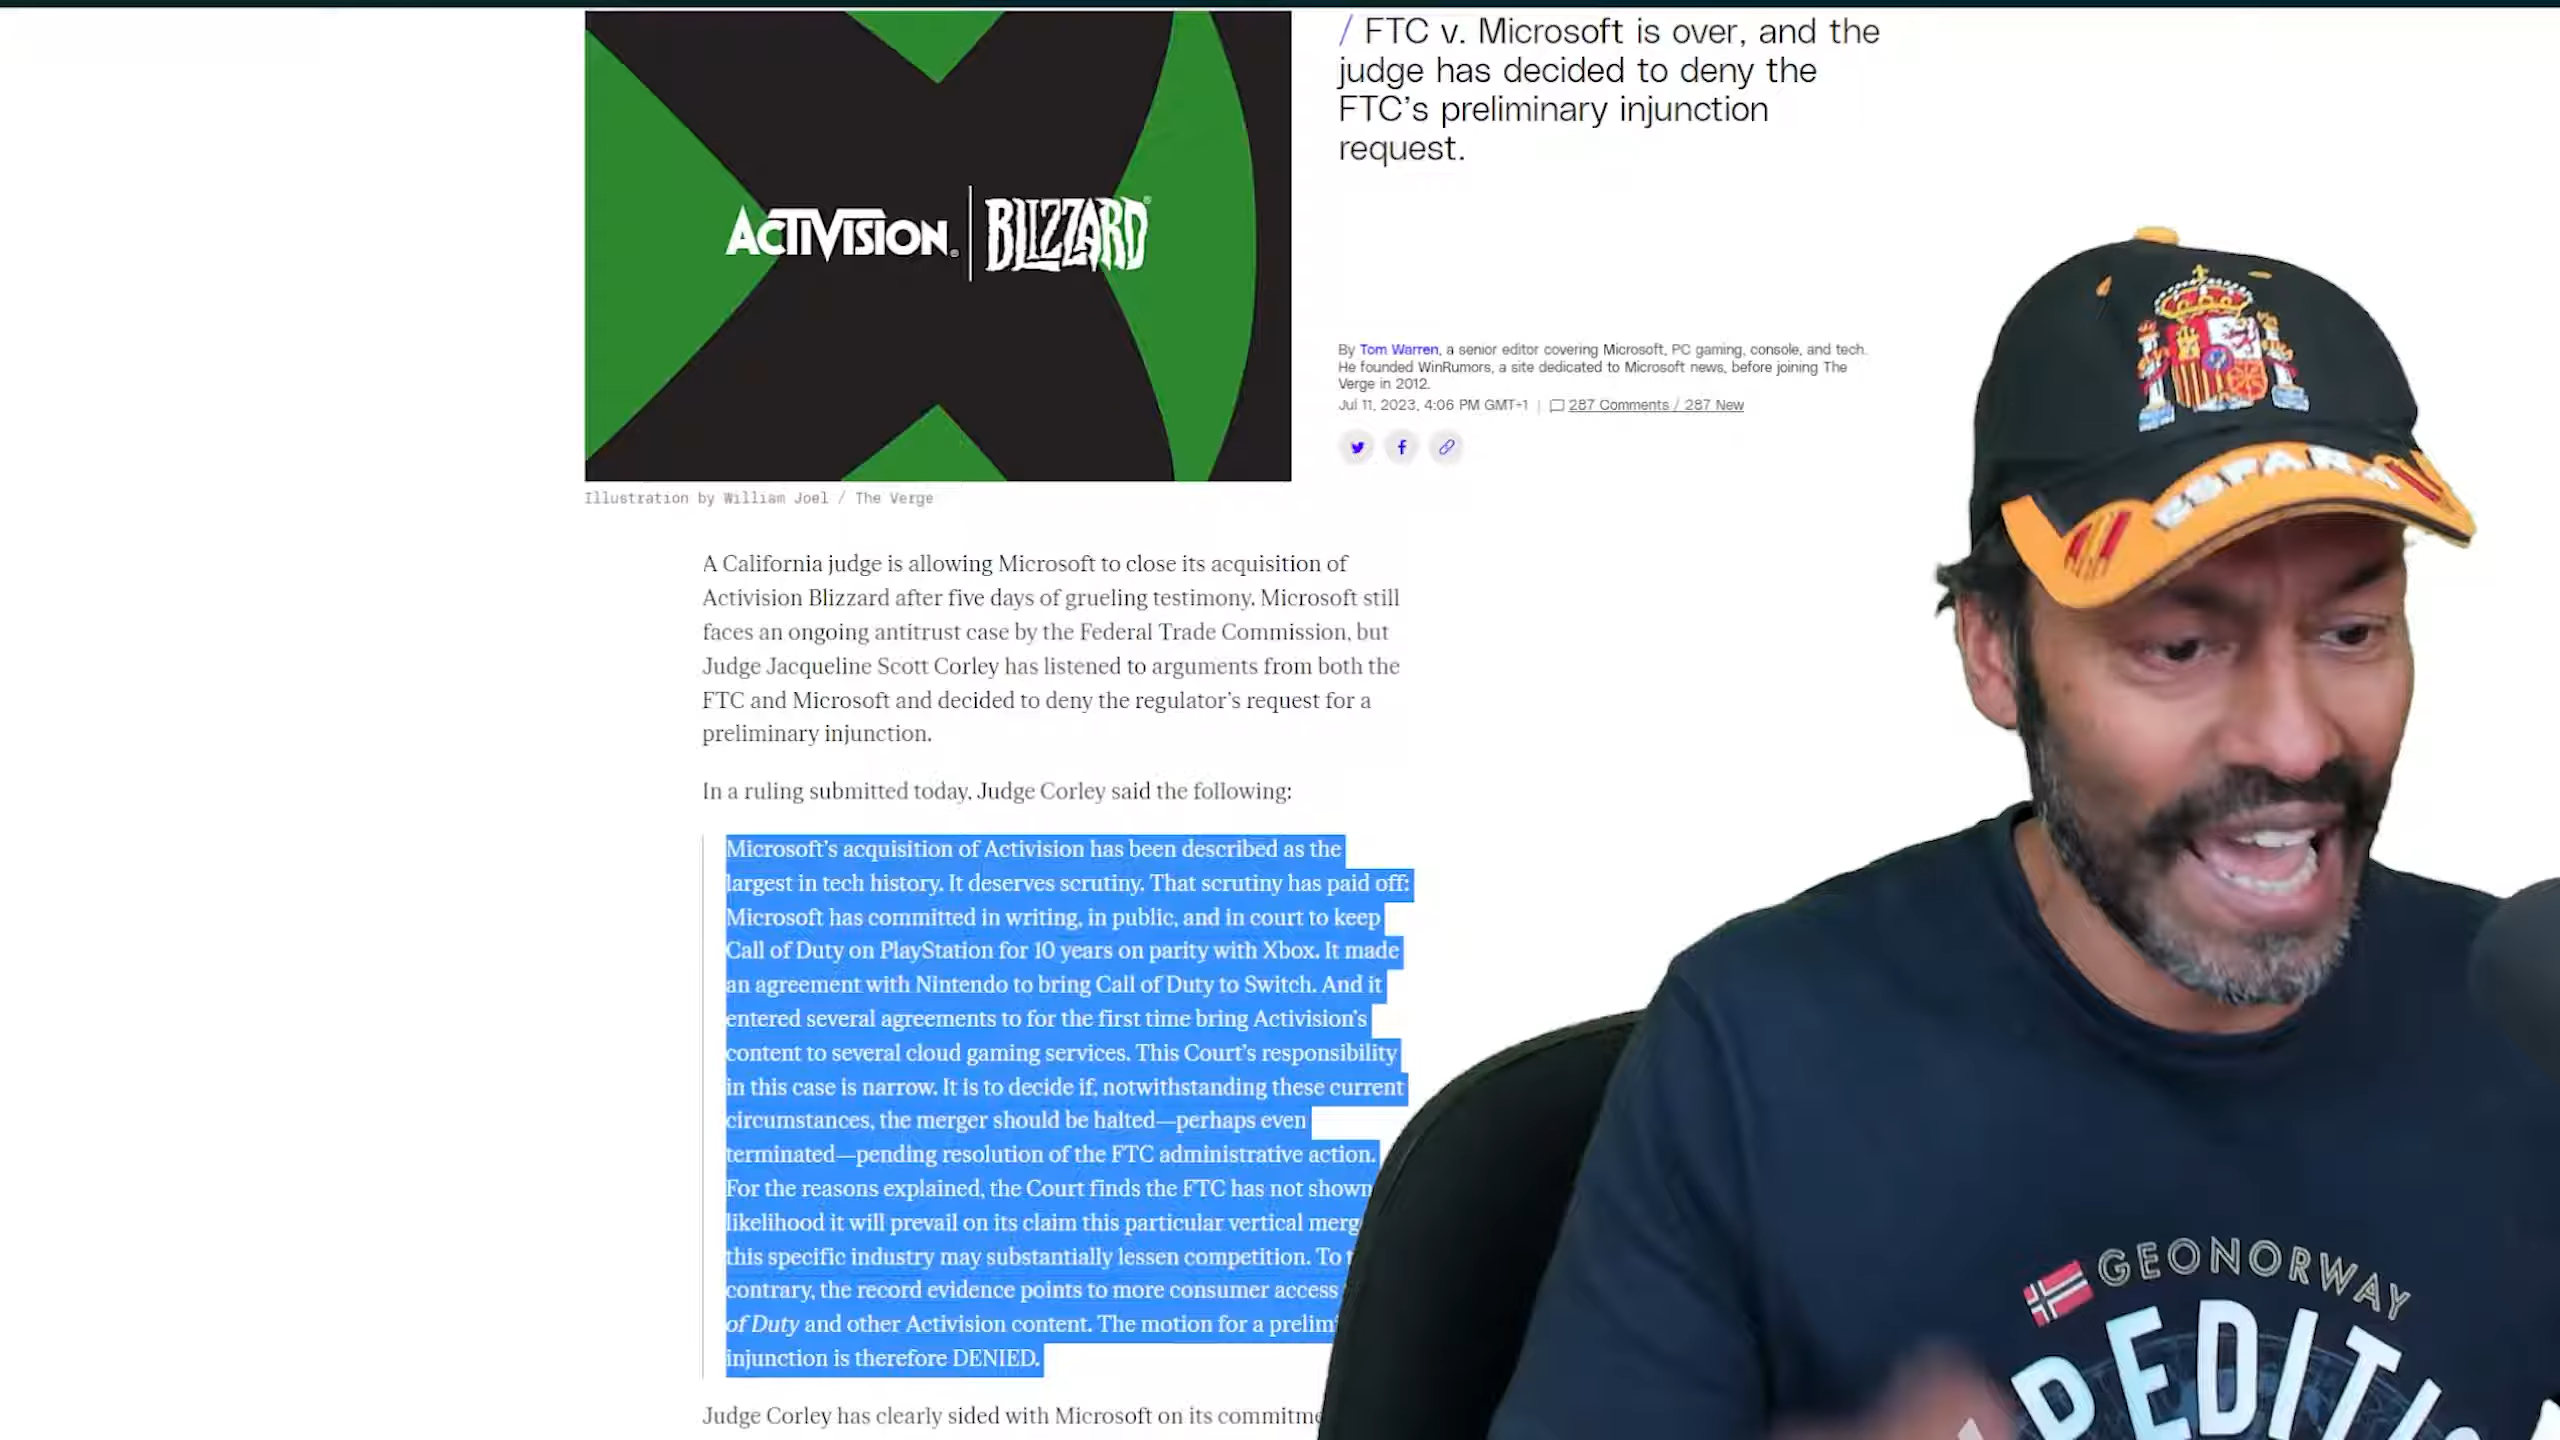 / FTC v. Microsoft is over, and the
judge has decided to deny the
FTC's preliminary injunction
request.
ACTIVISION® | BLIZZARD®
By Tom Warren, a senior editor covering Microsoft, PC gaming, console, and tech.
He founded WinRumors, a site dedicated to Microsoft news, before joining The
Verge in 2012.
Jul 11, 2023, 4:06 PM GMT+1 | 287 Comments / 287 New
Illustration by William Joel / The Verge
A California judge is allowing Microsoft to close its acquisition of
Activision Blizzard after five days of grueling testimony. Microsoft still
faces an ongoing antitrust case by the Federal Trade Commission, but
Judge Jacqueline Scott Corley has listened to arguments from both the
FTC and Microsoft and decided to deny the regulator's request for a
preliminary injunction.
In a ruling submitted today, Judge Corley said the following:
Microsoft's acquisition of Activision has been described as the
largest in tech history. It deserves scrutiny. That scrutiny has paid off:
Microsoft has committed in writing, in public, and in court to keep
Call of Duty on PlayStation for 10 years on parity with Xbox. It made
an agreement with Nintendo to bring Call of Duty to Switch. And it
entered several agreements to for the first time bring Activision's
content to several cloud gaming services. This Court's responsibility
in this case is narrow. It is to decide if, notwithstanding these current
circumstances, the merger should be halted—perhaps even
terminated—pending resolution of the FTC administrative action.
For the reasons explained, the Court finds the FTC has not shown
likelihood it will prevail on its claim this particular vertical merg
this specific industry may substantially lessen competition. To
contrary, the record evidence points to more consumer access
of Duty and other Activision content. The motion for a prelim
injunction is therefore DENIED.
Judge Corley has clearly sided with Microsoft on its commitm
ESPAÑA
GEONORWAY
PEDITI